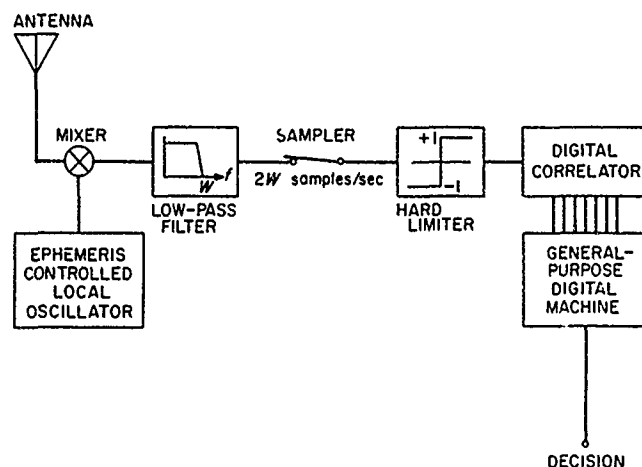 ANTENNA
MIXER
W f
LOW-PASS
FILTER
SAMPLER
2W samples/sec
+1
-1
HARD
LIMITER
DIGITAL
CORRELATOR
EPHEMERIS
CONTROLLED
LOCAL
OSCILLATOR
GENERAL-
PURPOSE
DIGITAL
MACHINE
DECISION